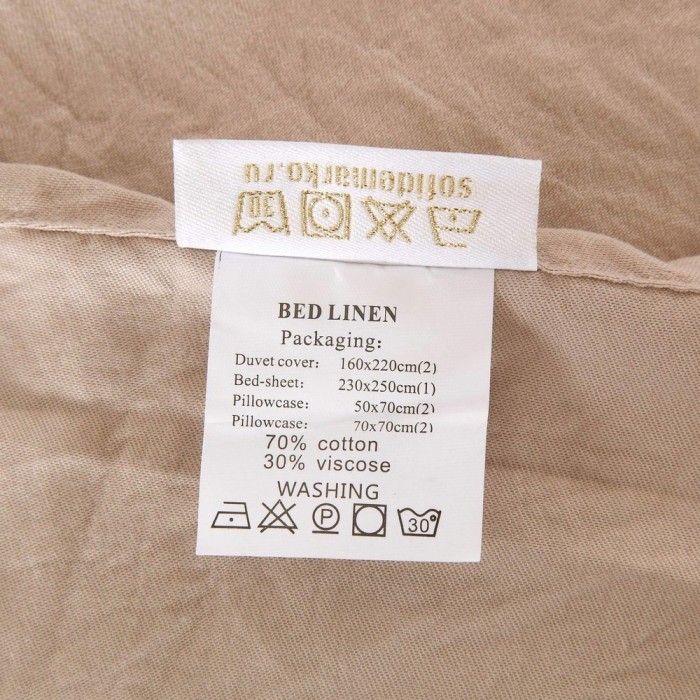 sofidemarko.ru
30
BED LINEN
Packaging:
Duvet cover: 160x220cm(2)
Bed-sheet: 230x250cm(1)
Pillowcase: 50x70cm(2)
Pillowcase: 70x70cm(2)
70% cotton
30% viscose
WASHING
P 30°